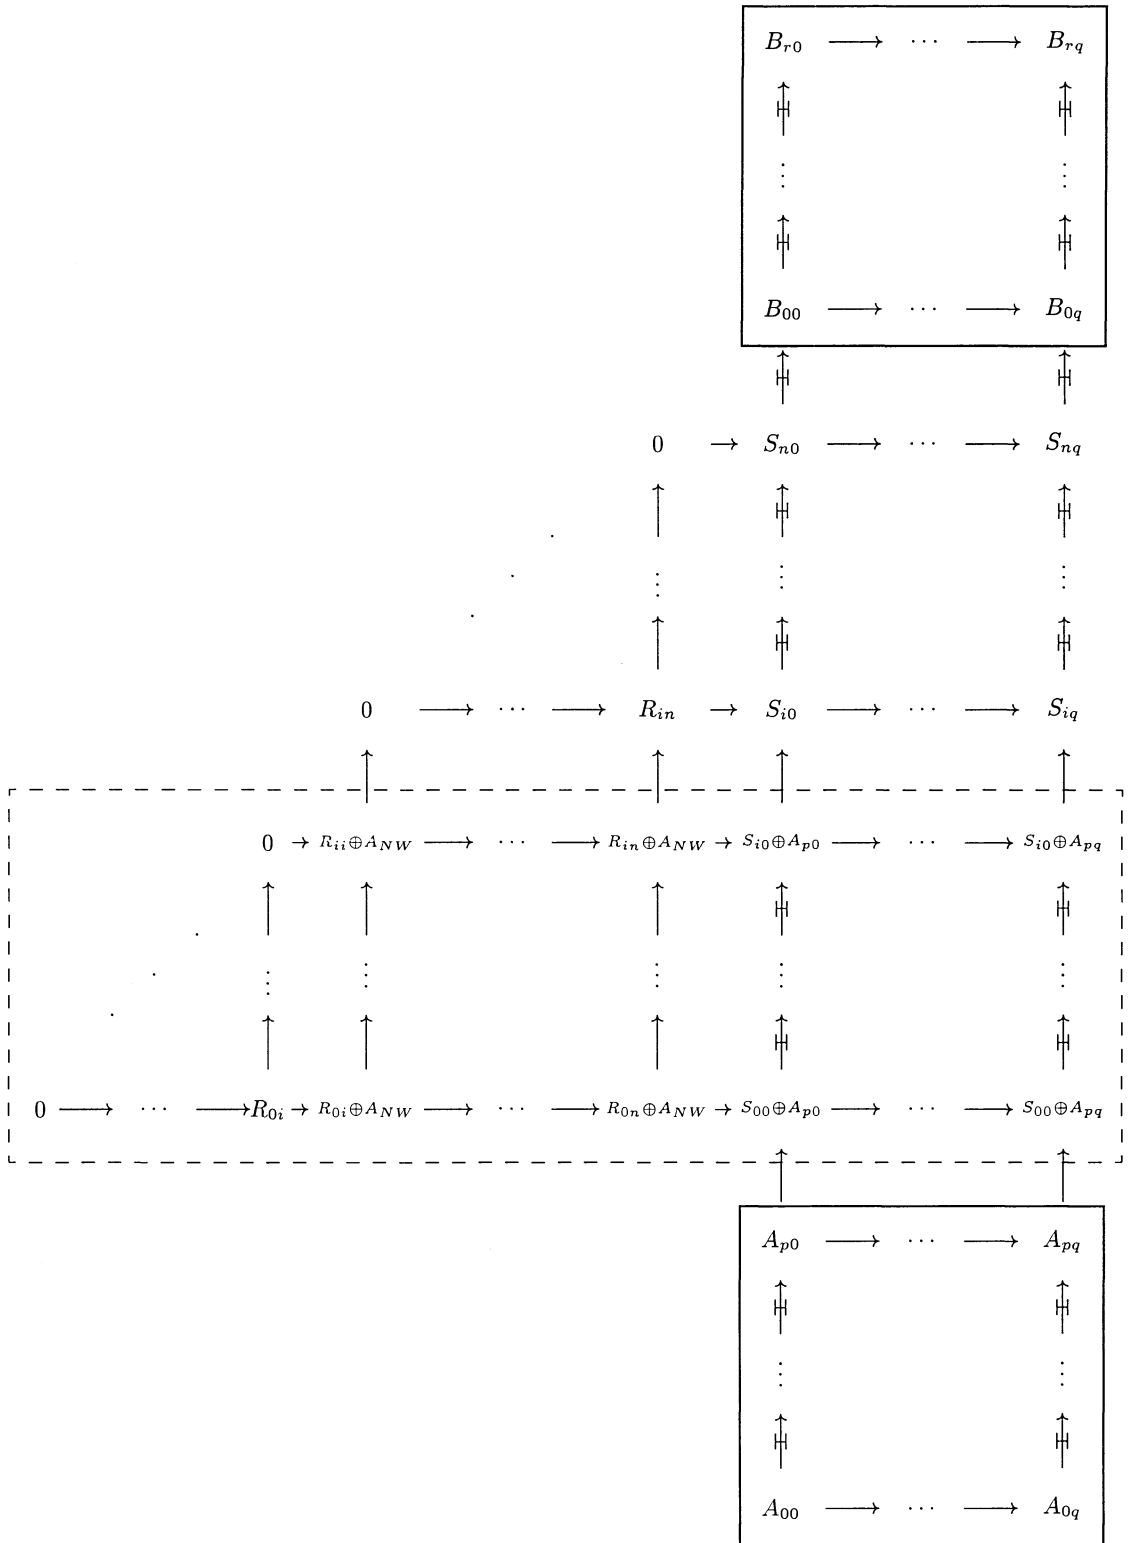 B_{r0} ⟶ ⋯ ⟶ B_{rq}
⋮ ⋮
B_{00} ⟶ ⋯ ⟶ B_{0q}
0 → S_{n0} ⟶ ⋯ ⟶ S_{nq}
⋮ ⋮ ⋮
0 ⟶ ⋯ ⟶ R_{in} → S_{i0} ⟶ ⋯ ⟶ S_{iq}
0 → R_{ii}⊕A_{NW} ⟶ ⋯ ⟶ R_{in}⊕A_{NW} → S_{i0}⊕A_{p0} ⟶ ⋯ ⟶ S_{i0}⊕A_{pq}
⋮ ⋮ ⋮ ⋮ ⋮
0 ⟶ ⋯ ⟶ R_{0i} → R_{0i}⊕A_{NW} ⟶ ⋯ ⟶ R_{0n}⊕A_{NW} → S_{00}⊕A_{p0} ⟶ ⋯ ⟶ S_{00}⊕A_{pq}
A_{p0} ⟶ ⋯ ⟶ A_{pq}
⋮ ⋮
A_{00} ⟶ ⋯ ⟶ A_{0q}